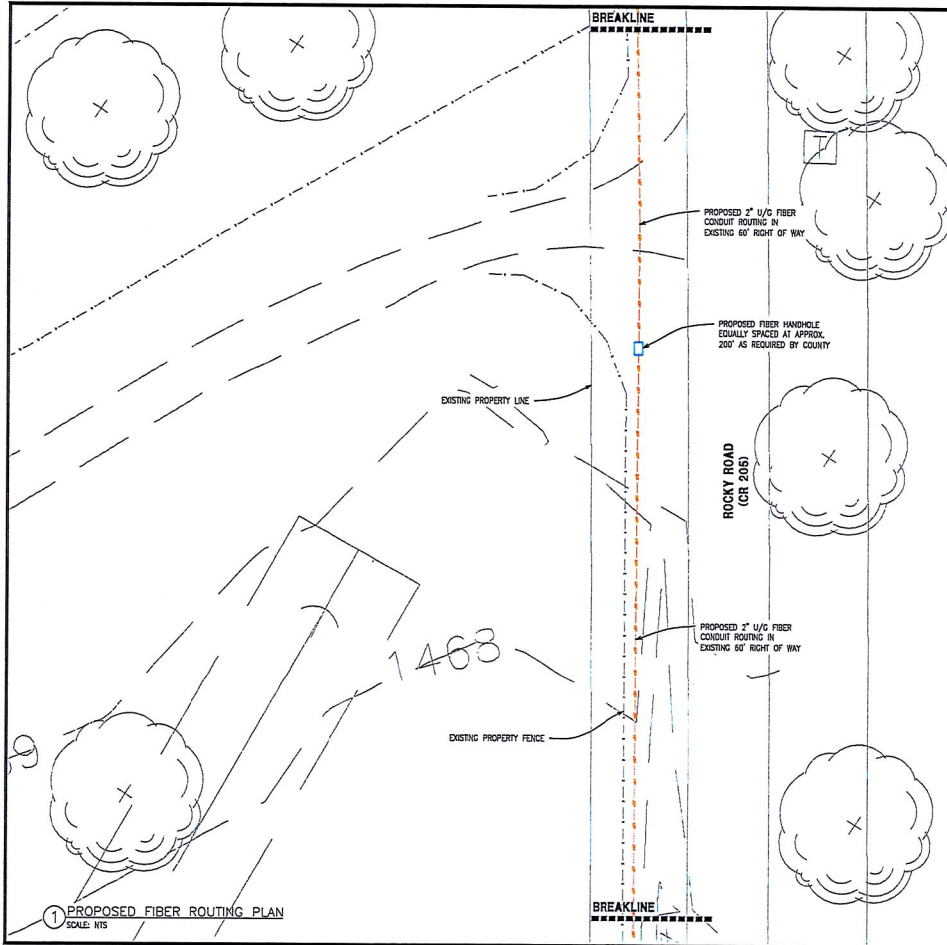 BREAKLINE
T
PROPOSED 2" U/G FIBER
CONDUIT ROUTING IN
EXISTING 60' RIGHT OF WAY
PROPOSED FIBER HANDHOLE
EQUALLY SPACED AT APPROX.
200' AS REQUIRED BY COUNTY
EXISTING PROPERTY LINE
ROCKY ROAD
(CR 205)
PROPOSED 2" U/G FIBER
CONDUIT ROUTING IN
EXISTING 60' RIGHT OF WAY
1468
EXISTING PROPERTY FENCE
BREAKLINE
1 PROPOSED FIBER ROUTING PLAN
SCALE: NTS